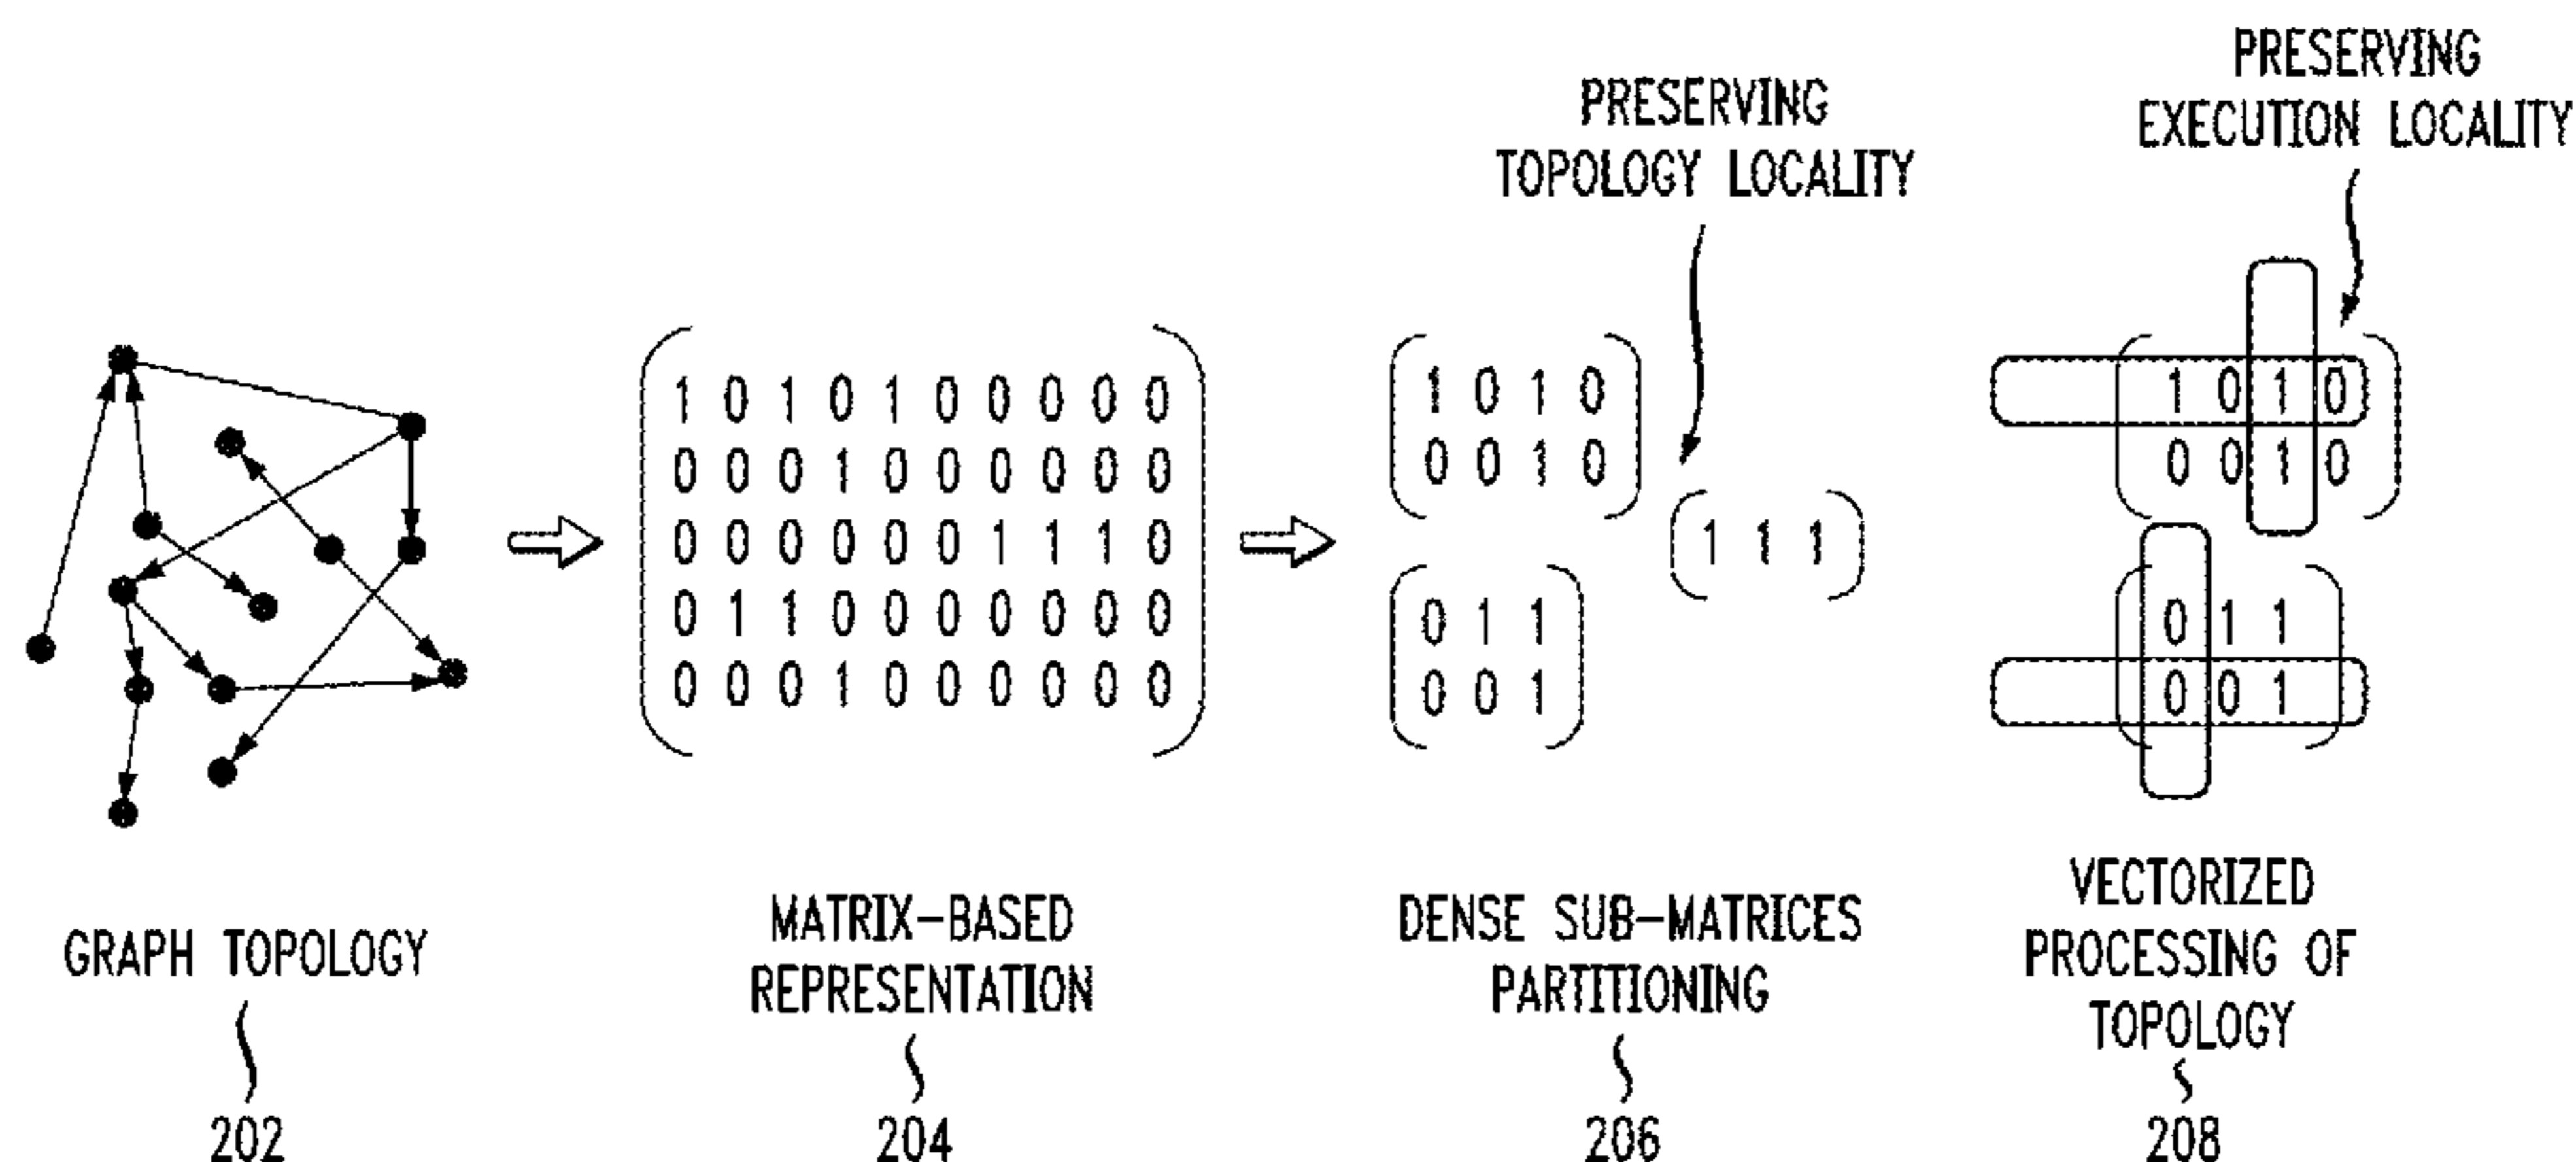 PRESERVING
EXECUTION LOCALITY
PRESERVING
TOPOLOGY LOCALITY
1 0 1 0 1 0 0 0 0 0
0 0 0 1 0 0 0 0 0 0
0 0 0 0 0 0 1 1 1 0
0 1 1 0 0 0 0 0 0 0
0 0 0 1 0 0 0 0 0 0
1 0 1 0
0 0 1 0
1 1 1
0 1 1
0 0 1
1 0 1 0
0 0 1 0
0 1 1
0 0 1
GRAPH TOPOLOGY
202
MATRIX-BASED
REPRESENTATION
204
DENSE SUB-MATRICES
PARTITIONING
206
VECTORIZED
PROCESSING OF
TOPOLOGY
208